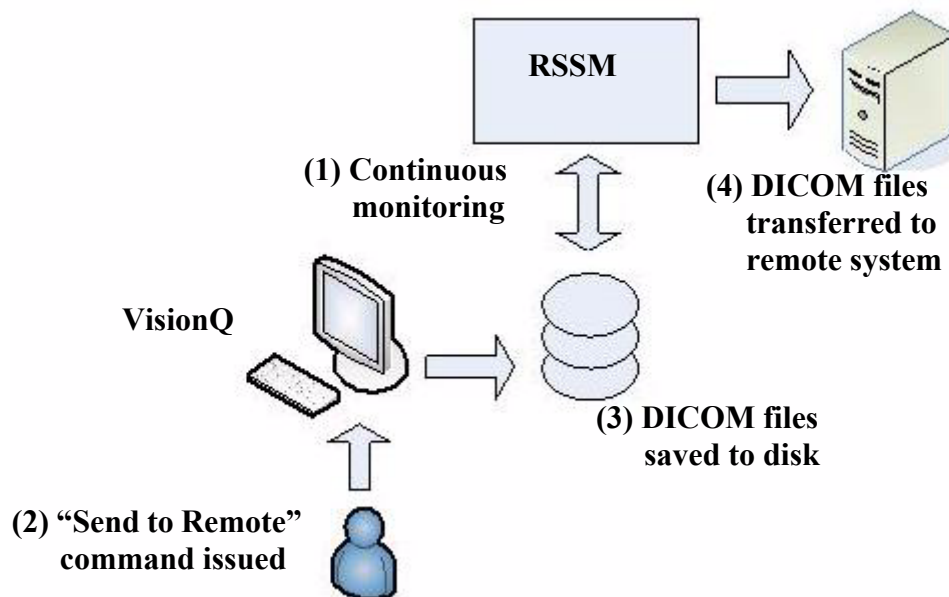 RSSM
(1) Continuous
monitoring
(4) DICOM files
transferred to
remote system
VisionQ
(3) DICOM files
saved to disk
(2) “Send to Remote”
command issued